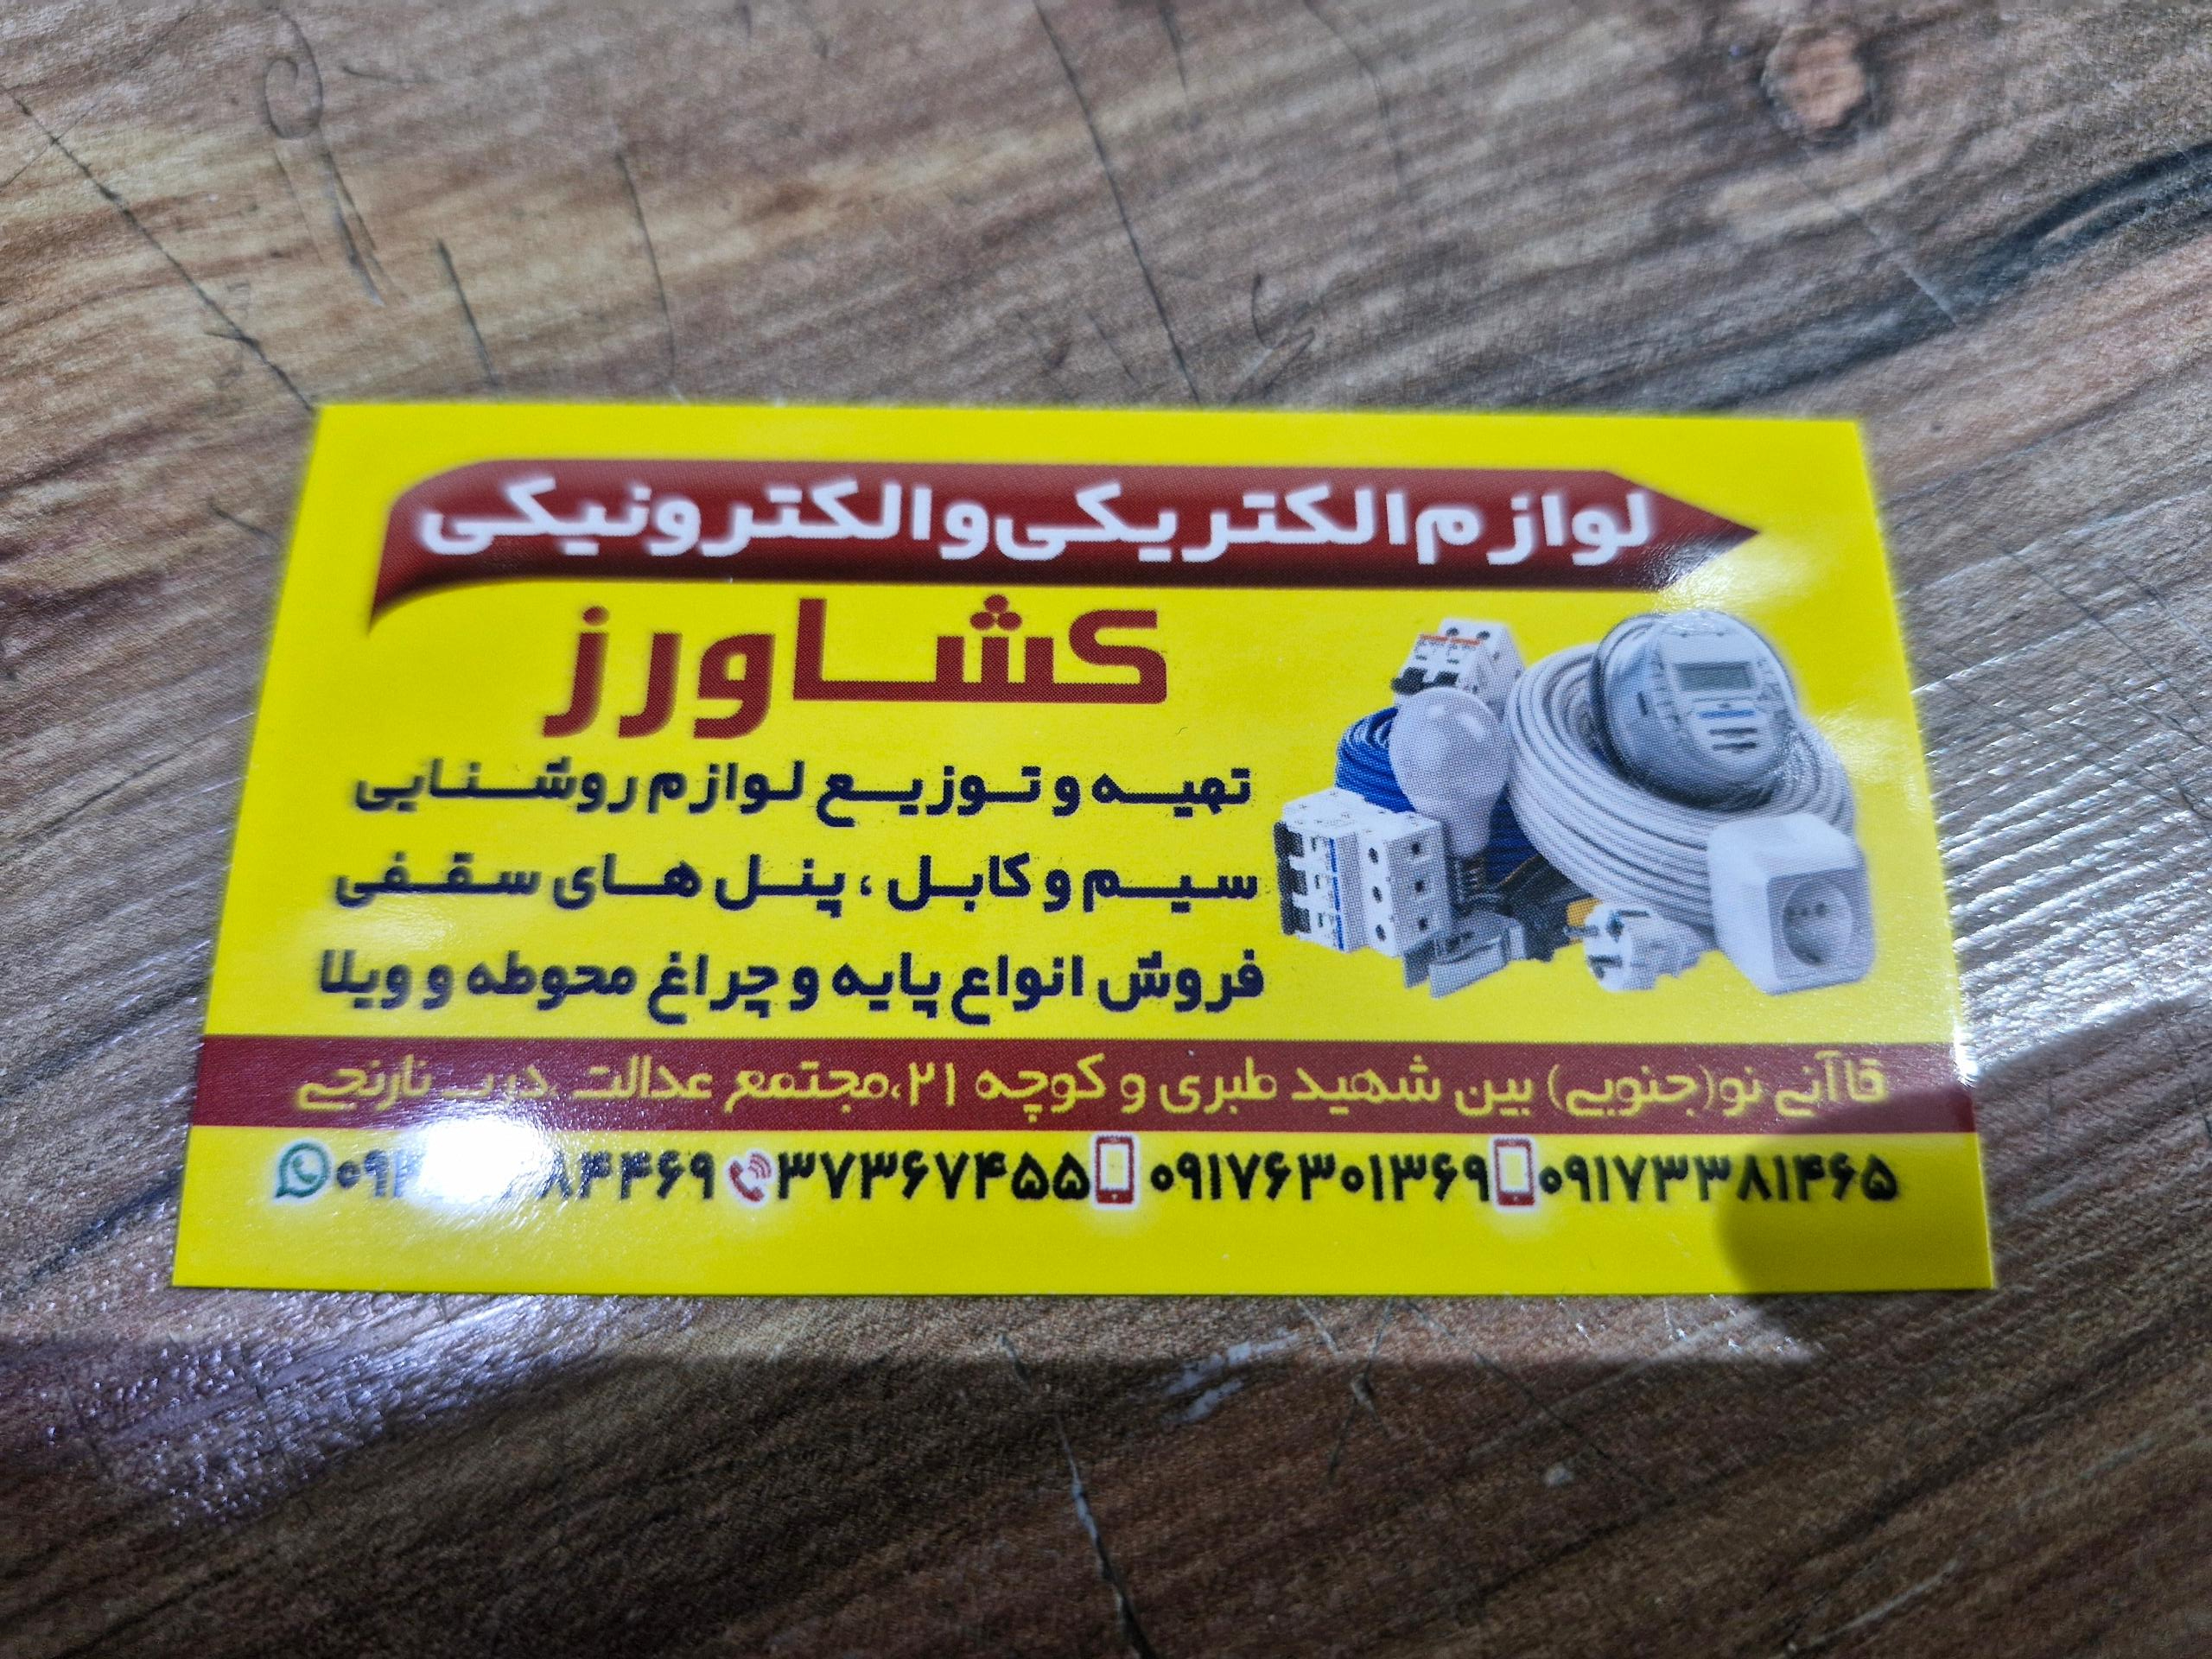 لوازم الکتریکی و الکترونیکی
کشاورز
تهیه و توزیع لوازم روشنایی
سیم و کابل ، پنل های سقفی
فروش انواع پایه و چراغ محوطه و ویلا
قاآنی نو(جنوبی) بین شهید طبری و کوچه ۲۱،مجتمع عدالت ,درب نارنجی
۰۹۱۷۳۳۸۱۴۶۵ ۰۹۱۷۶۳۰۱۳۶۹ ۳۷۳۶۷۴۵۵